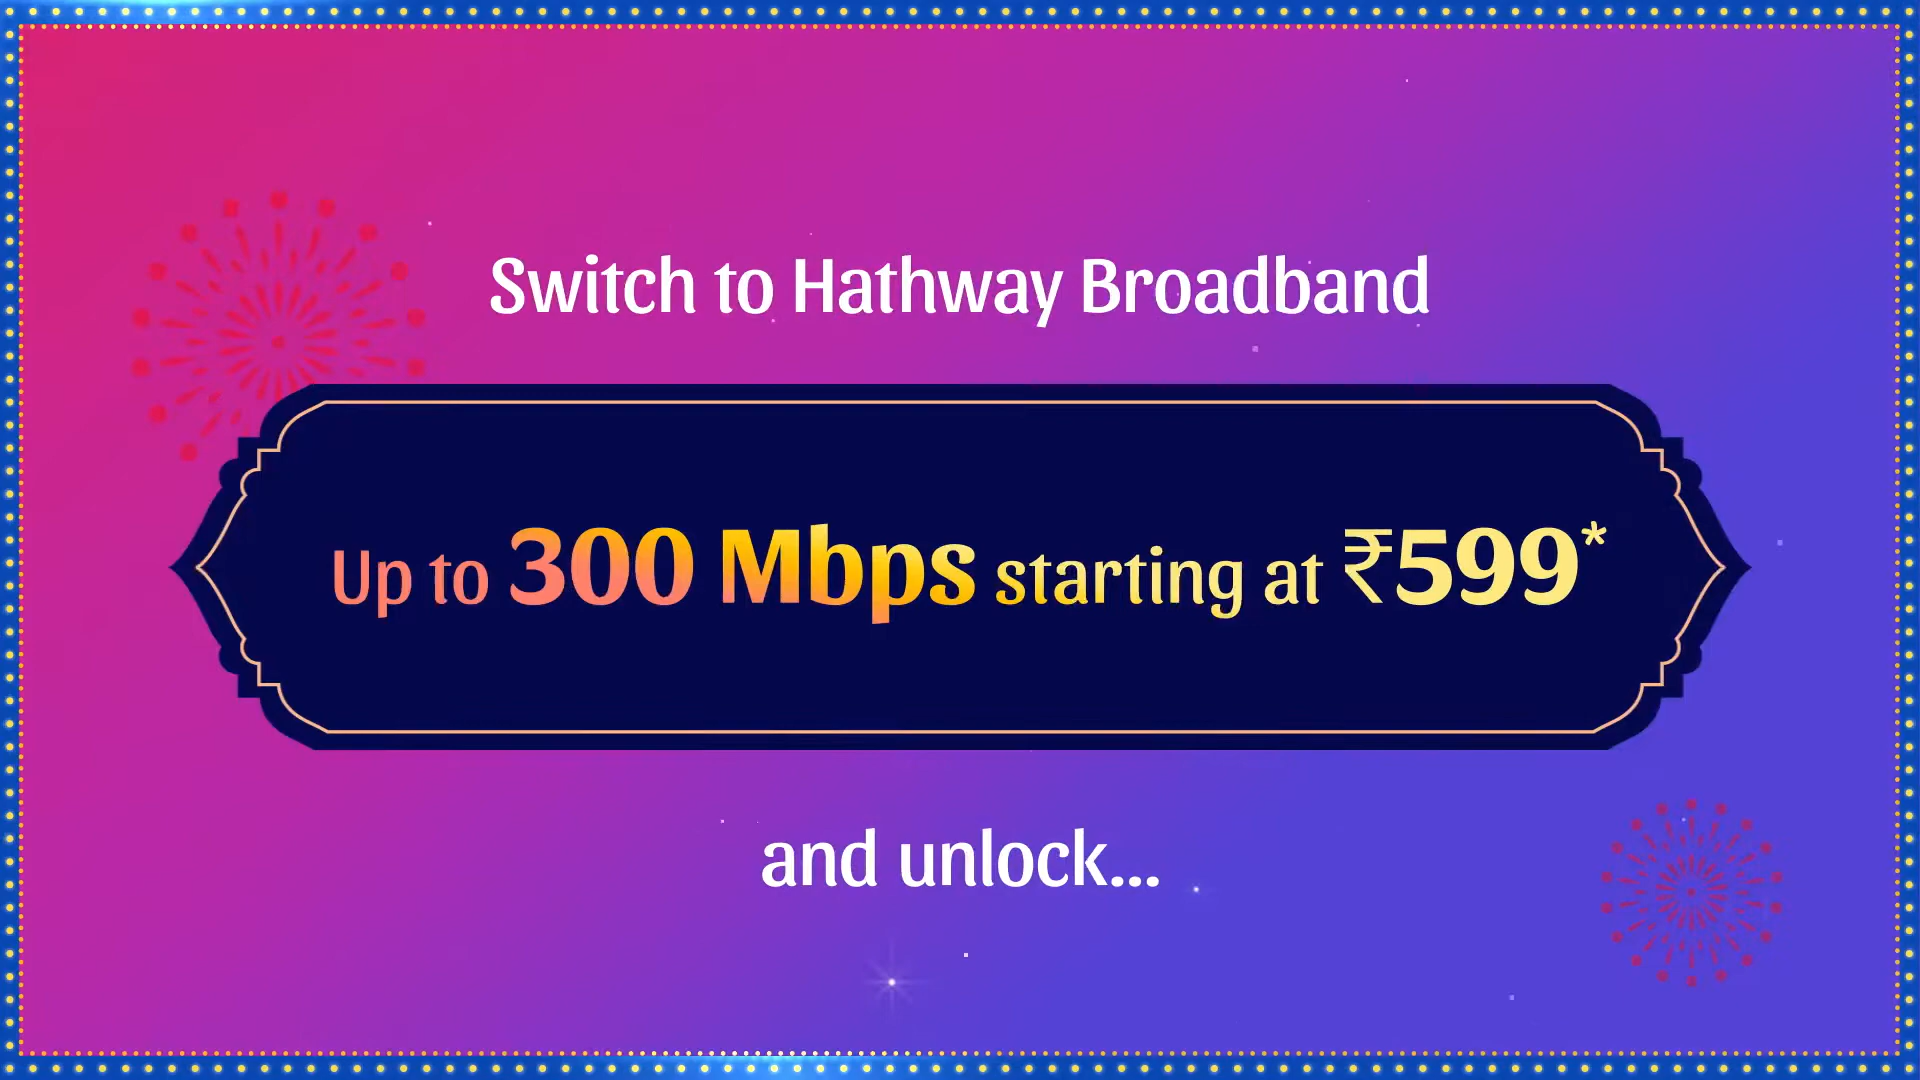 Switch to Hathway Broadband
Up to 300 Mbps starting at ₹599*
and unlock...